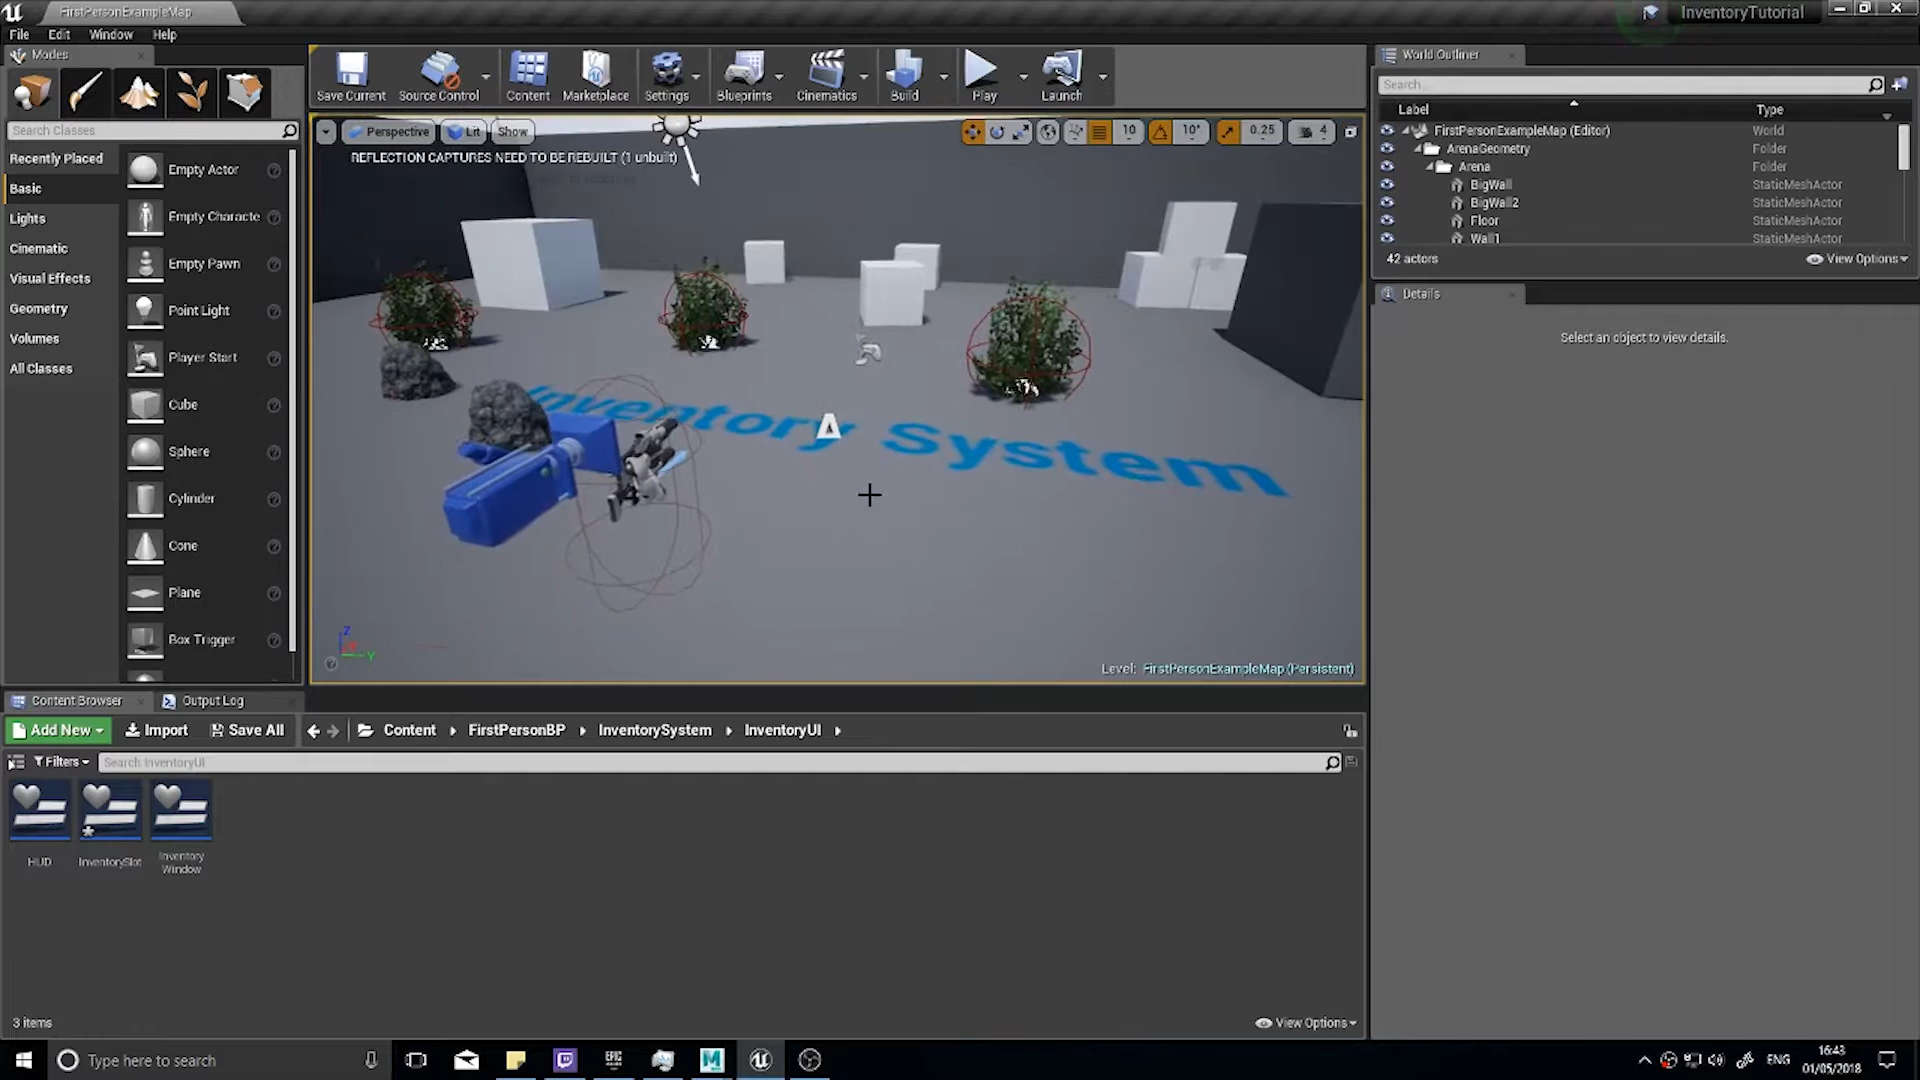 FirstPersonExampleMap
InventoryTutorial
File Edit Window Help
Modes
Search Classes
Recently Placed
Basic
Lights
Cinematic
Visual Effects
Geometry
Volumes
All Classes
Empty Actor
Empty Characte
Empty Pawn
Point Light
Player Start
Cube
Sphere
Cylinder
Cone
Plane
Box Trigger
Save Current
Source Control
Content
Marketplace
Settings
Blueprints
Cinematics
Build
Play
Launch
Perspective Lit Show
10 10° 0.25 4
REFLECTION CAPTURES NEED TO BE REBUILT (1 unbuilt)
Inventory System
A
Z
Y
Level: FirstPersonExampleMap (Persistent)
World Outliner
Search...
Label Type
FirstPersonExampleMap (Editor) World
ArenaGeometry Folder
Arena Folder
BigWall StaticMeshActor
BigWall2 StaticMeshActor
Floor StaticMeshActor
Wall1 StaticMeshActor
42 actors View Options
Details
Select an object to view details.
Content Browser Output Log
Add New Import Save All Content FirstPersonBP InventorySystem InventoryUI
Filters Search InventoryUI
HUD
InventorySlot
Inventory
Window
3 items View Options
Type here to search
EPIC
M
ENG
16:43
01/05/2018